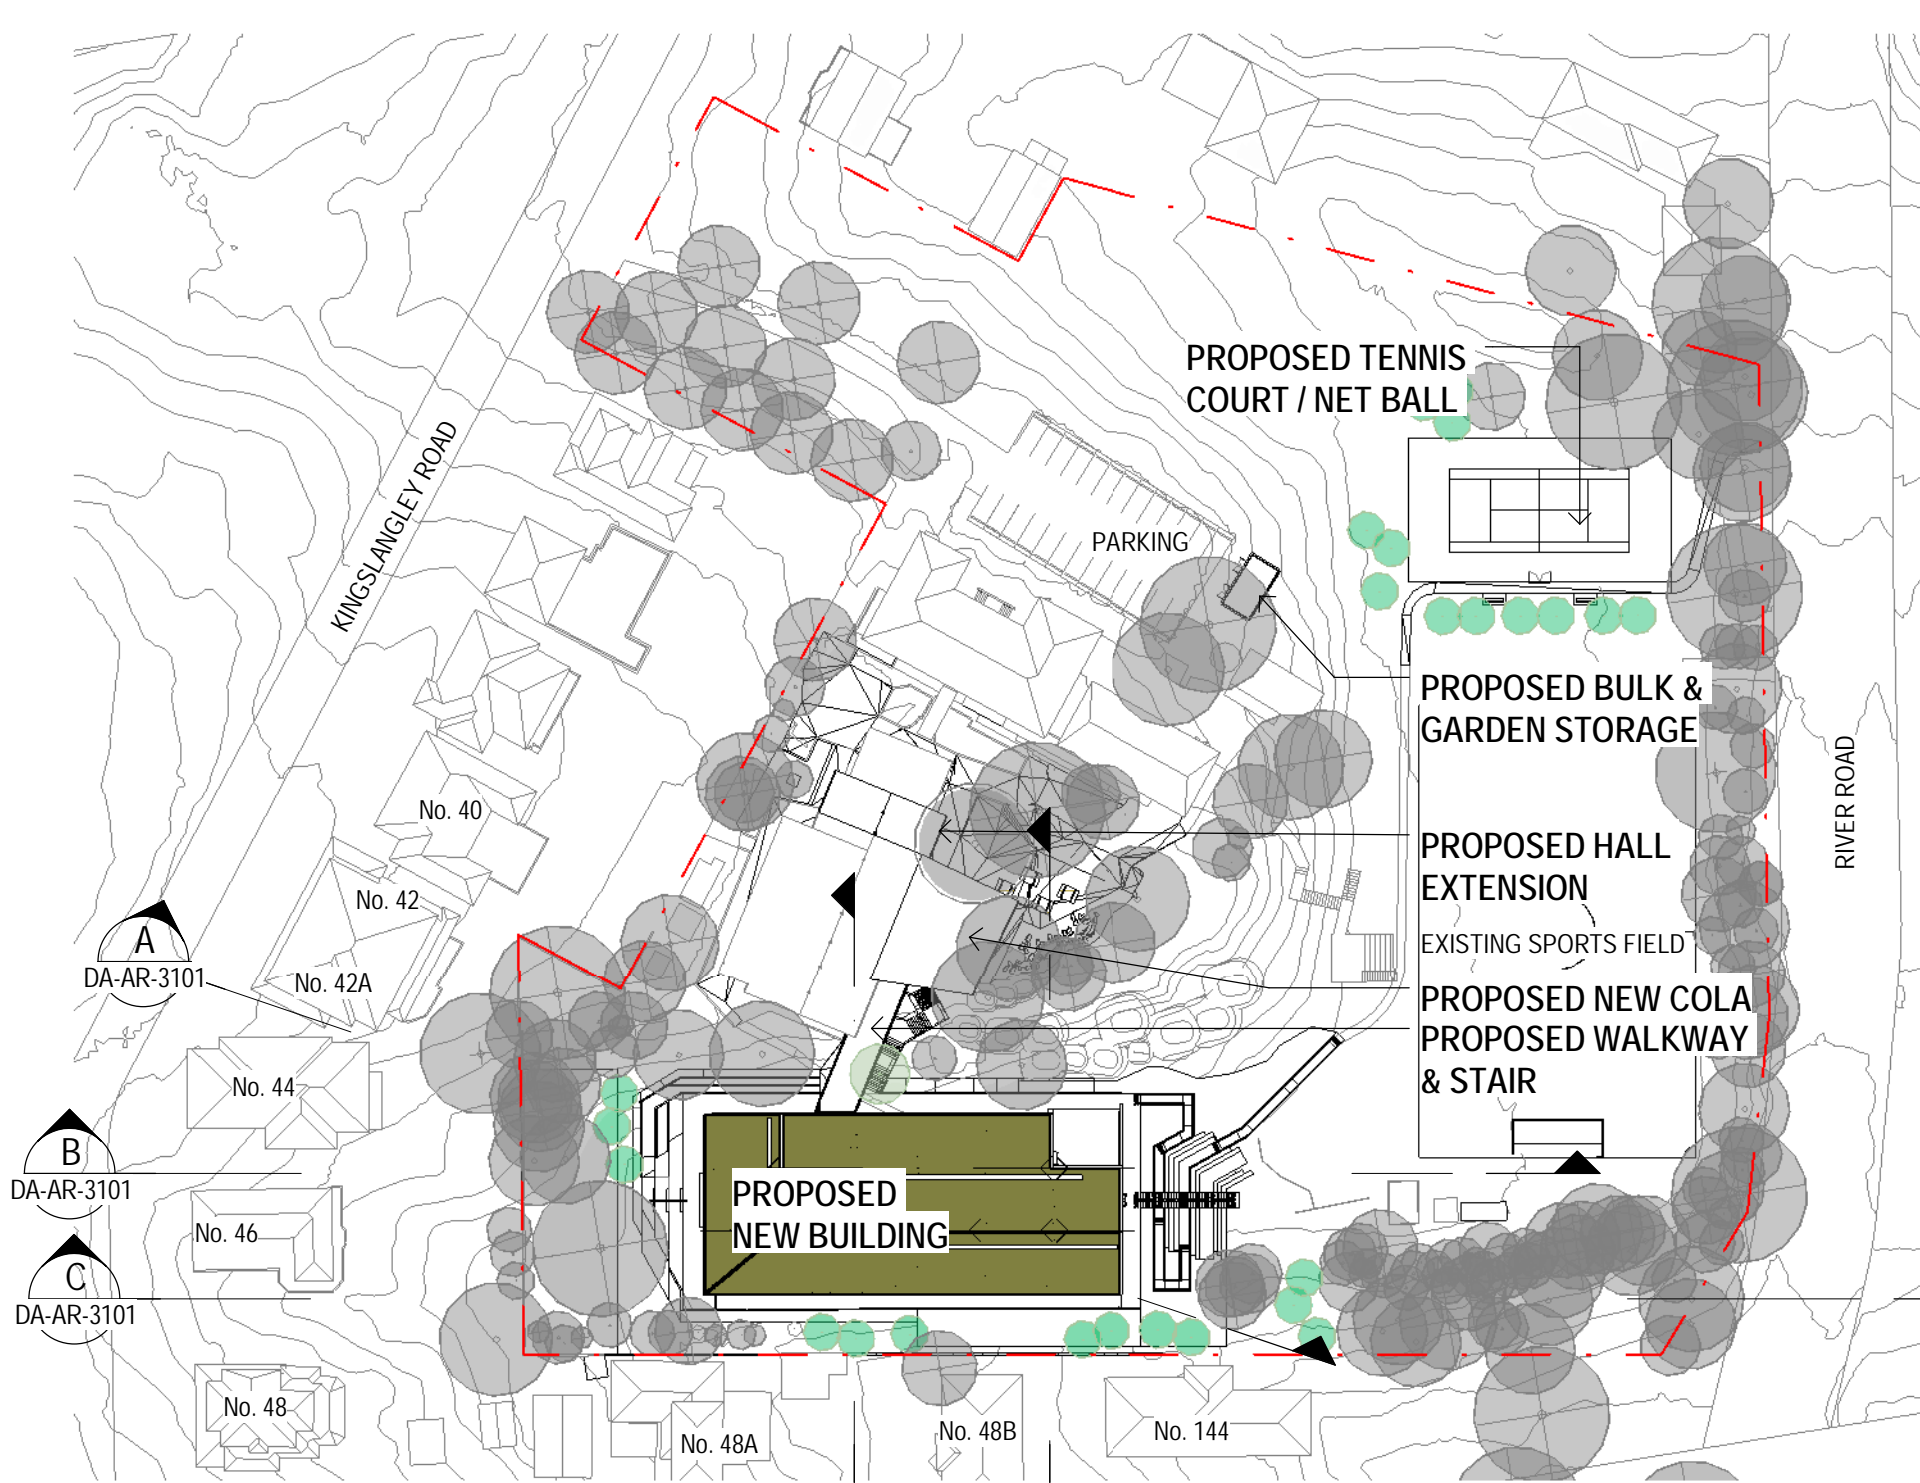 PROPOSED TENNIS
COURT / NET BALL
KINGSLANGLEY ROAD
PARKING
PROPOSED BULK &
GARDEN STORAGE
RIVER ROAD
No. 40
PROPOSED HALL
EXTENSION
No. 42
A
DA-AR-3101
No. 42A
EXISTING SPORTS FIELD
PROPOSED NEW COLA
PROPOSED WALKWAY
& STAIR
No. 44
B
DA-AR-3101
PROPOSED
NEW BUILDING
No. 46
C
DA-AR-3101
No. 48
No. 48A
No. 48B
No. 144